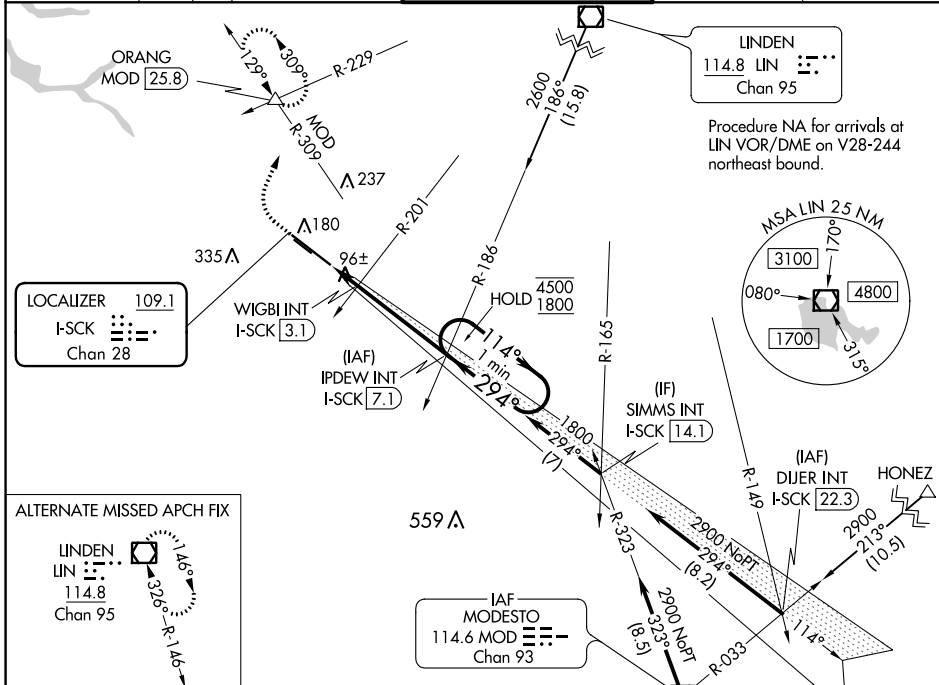 ORANG
MOD 25.8
129°
309°
R-229
MOD
R-309
2600
186°
(15.8)
LINDEN
114.8 LIN
Chan 95
Procedure NA for arrivals at
LIN VOR/DME on V28-244
northeast bound.
237
180
335
96±
R-201
R-186
MSA LIN 25 NM
3100
170°
080°
4800
1700
315°
LOCALIZER 109.1
I-SCK
Chan 28
WIGBI INT
I-SCK 3.1
HOLD 4500
1800
114°
1 min
294°
(IAF)
IPDEW INT
I-SCK 7.1
R-165
(IF)
SIMMS INT
I-SCK 14.1
1800
294°
(7)
R-149
(IAF)
DIJER INT
I-SCK 22.3
HONEZ
2900
213°
(10.5)
559
R-323
2900 NoPT
294°
(8.2)
2900 NoPT
323°
(8.5)
R-033
114°
IAF
MODESTO
114.6 MOD
Chan 93
ALTERNATE MISSED APCH FIX
LINDEN
LIN
114.8
Chan 95
146°
326°
R-146